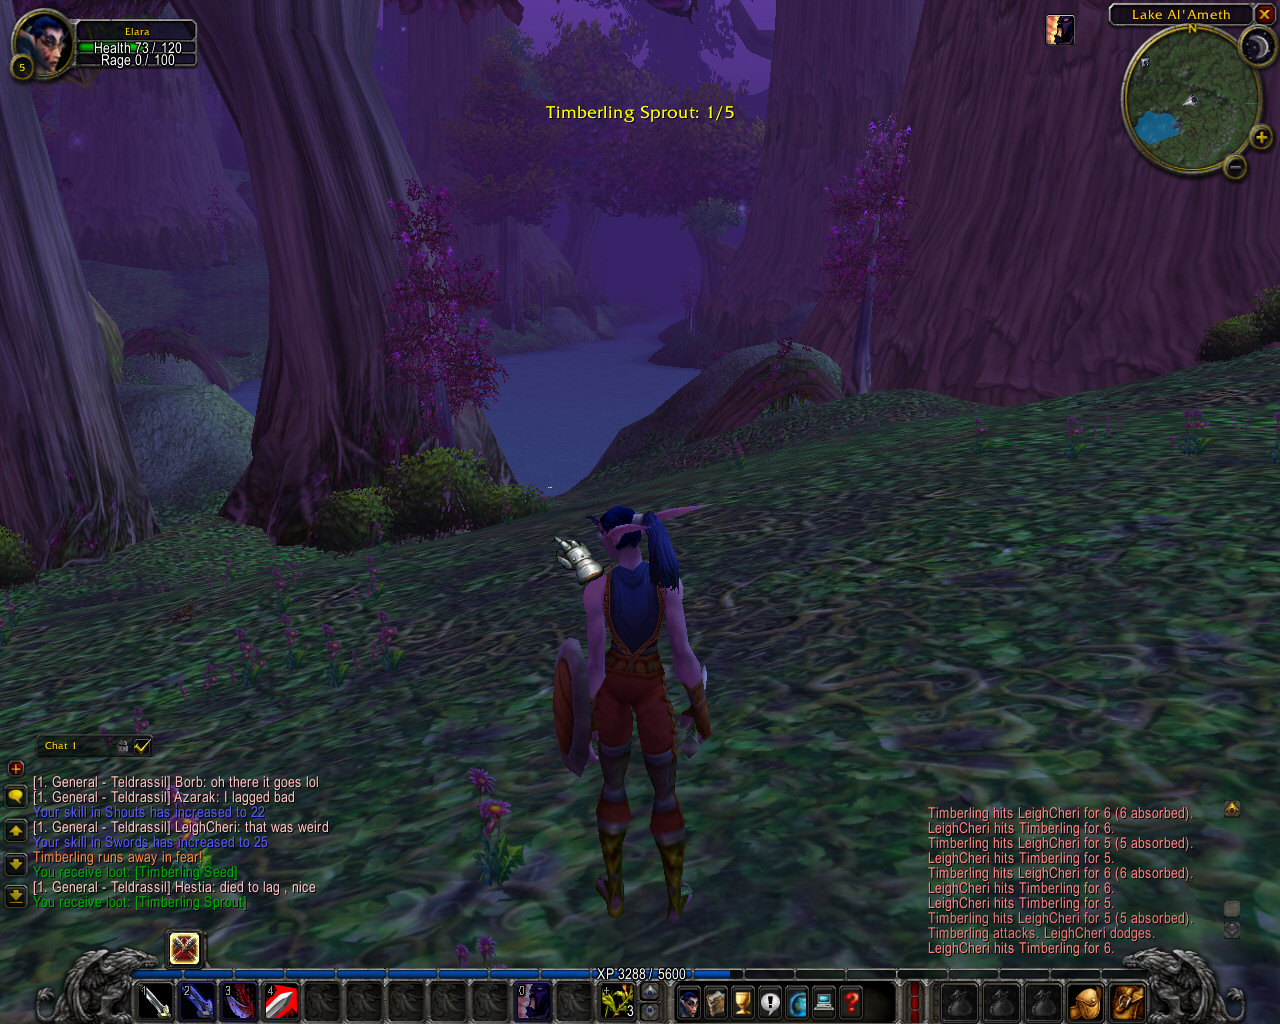 Elara
Health 73 / 120
Rage 0 / 100
5
Lake Al'Ameth
N
Timberling Sprout: 1/5
Chat 1
[1. General - Teldrassil] Borb: oh there it goes lol
[1. General - Teldrassil] Azarak: I lagged bad
Your skill in Shouts has increased to 22
[1. General - Teldrassil] LeighCheri: that was weird
Your skill in Swords has increased to 25
Timberling runs away in fear!
You receive loot: [Timberling Seed]
[1. General - Teldrassil] Hestia: died to lag , nice
You receive loot: [Timberling Sprout]
Timberling hits LeighCheri for 6 (6 absorbed).
LeighCheri hits Timberling for 6.
Timberling hits LeighCheri for 5 (5 absorbed).
LeighCheri hits Timberling for 5.
Timberling hits LeighCheri for 6 (6 absorbed).
LeighCheri hits Timberling for 6.
LeighCheri hits Timberling for 5.
Timberling hits LeighCheri for 5 (5 absorbed).
Timberling attacks. LeighCheri dodges.
LeighCheri hits Timberling for 6.
XP 3288 / 5600
1 2 3 4 0 + 3 ! ?